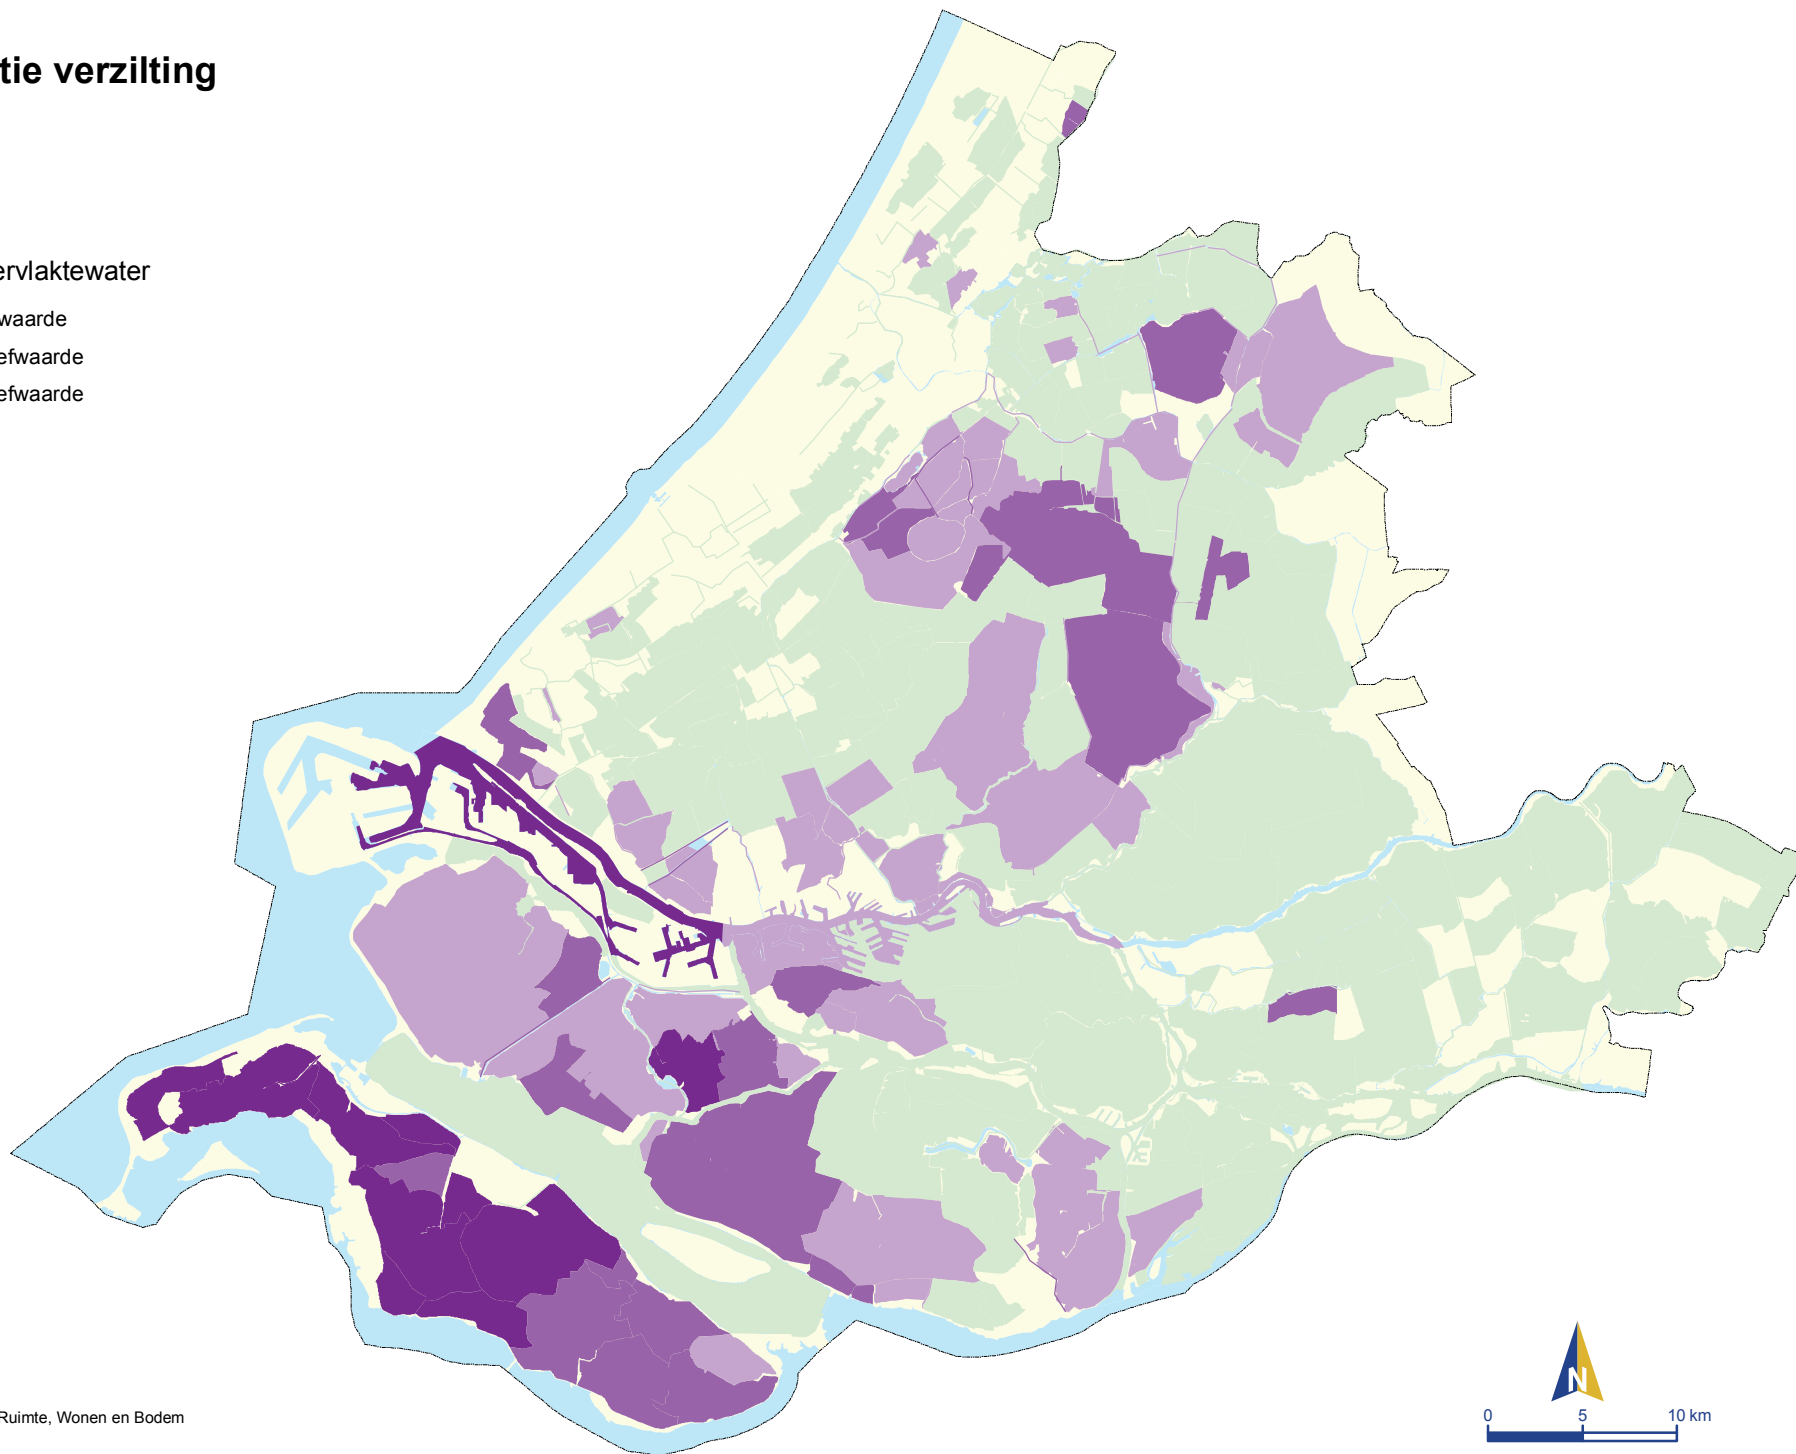 tie verzilting
ervlaktewater
waarde
efwaarde
efwaarde
Ruimte, Wonen en Bodem
N
0 5 10 km